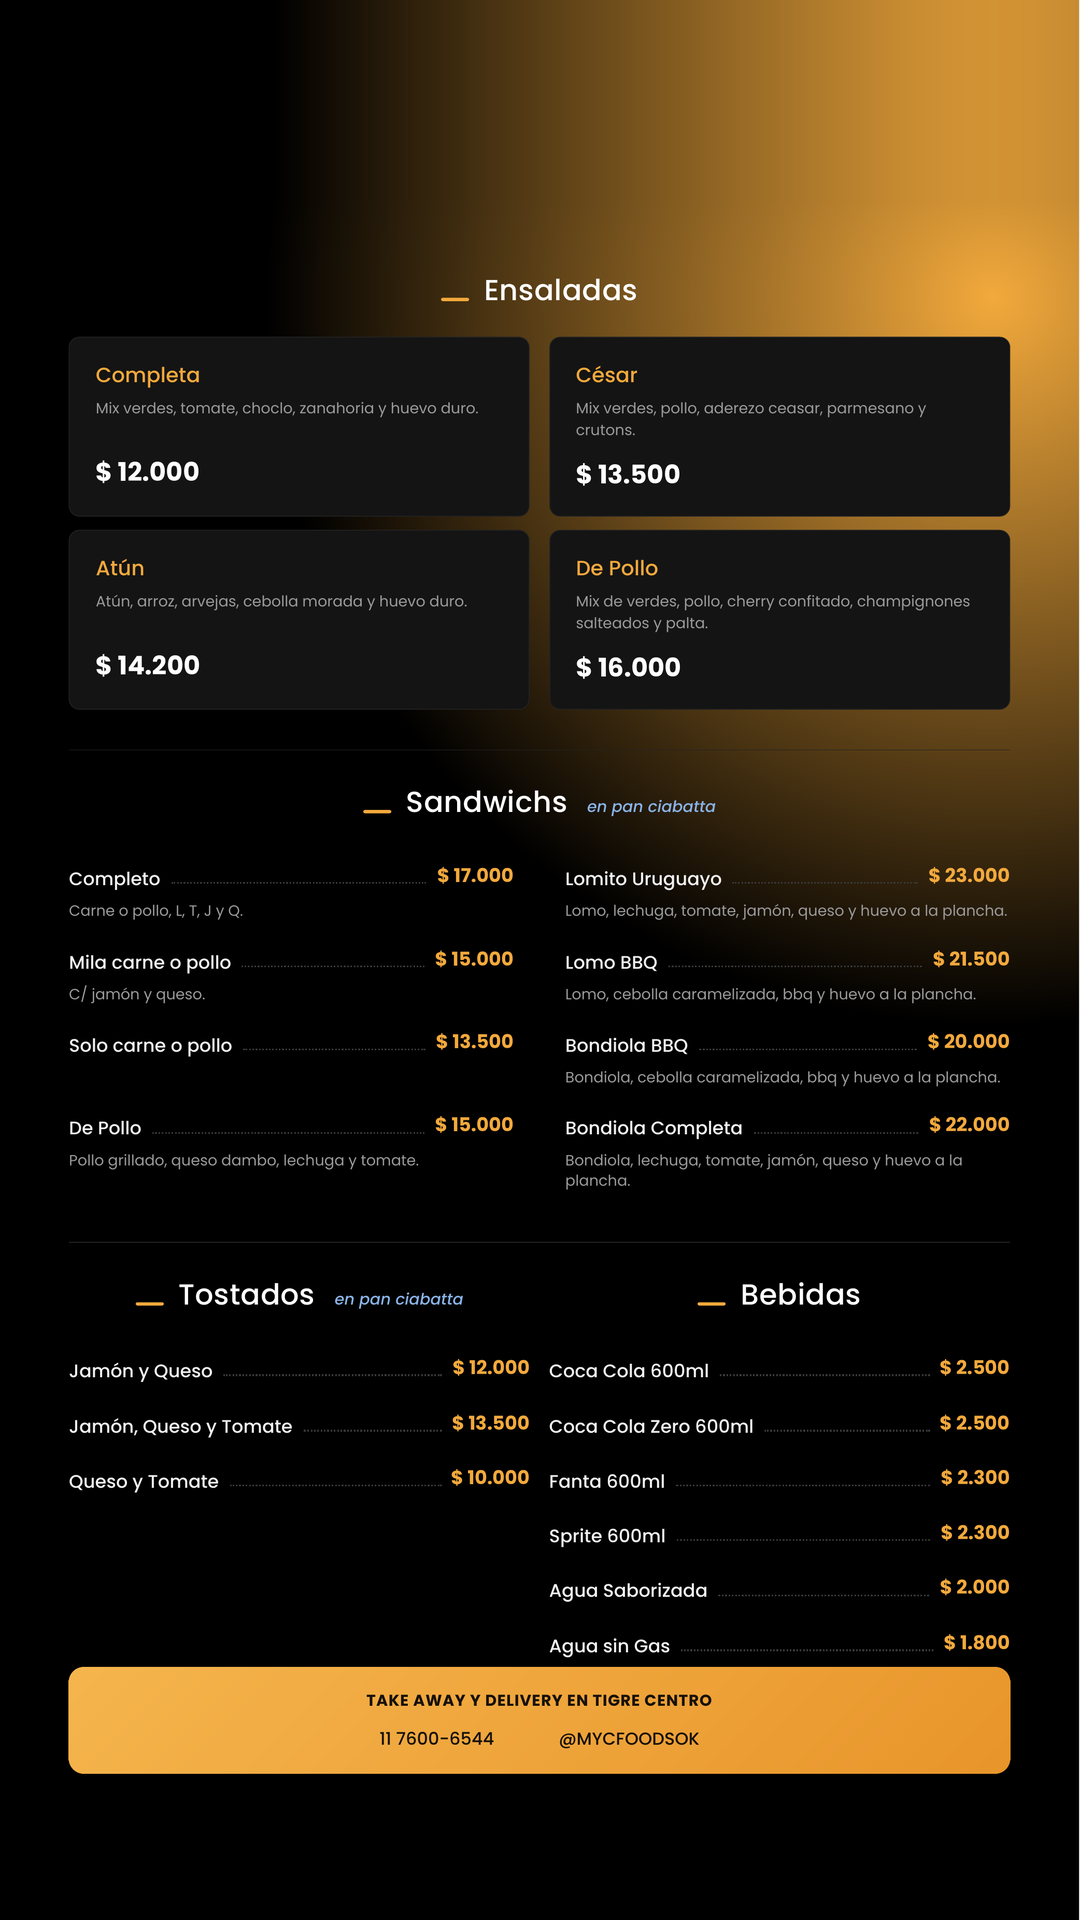 Ensaladas
Completa
Mix verdes, tomate, choclo, zanahoria y huevo duro.
$ 12.000
César
Mix verdes, pollo, aderezo ceasar, parmesano y
crutons.
$ 13.500
Atún
Atún, arroz, arvejas, cebolla morada y huevo duro.
$ 14.200
De Pollo
Mix de verdes, pollo, cherry confitado, champignones
salteados y palta.
$ 16.000
Sandwichs en pan ciabatta
Completo $ 17.000
Carne o pollo, L, T, J y Q.
Mila carne o pollo $ 15.000
C/ jamón y queso.
Solo carne o pollo $ 13.500
De Pollo $ 15.000
Pollo grillado, queso dambo, lechuga y tomate.
Lomito Uruguayo $ 23.000
Lomo, lechuga, tomate, jamón, queso y huevo a la plancha.
Lomo BBQ $ 21.500
Lomo, cebolla caramelizada, bbq y huevo a la plancha.
Bondiola BBQ $ 20.000
Bondiola, cebolla caramelizada, bbq y huevo a la plancha.
Bondiola Completa $ 22.000
Bondiola, lechuga, tomate, jamón, queso y huevo a la
plancha.
Tostados en pan ciabatta
Jamón y Queso $ 12.000
Jamón, Queso y Tomate $ 13.500
Queso y Tomate $ 10.000
Bebidas
Coca Cola 600ml $ 2.500
Coca Cola Zero 600ml $ 2.500
Fanta 600ml $ 2.300
Sprite 600ml $ 2.300
Agua Saborizada $ 2.000
Agua sin Gas $ 1.800
TAKE AWAY Y DELIVERY EN TIGRE CENTRO
11 7600-6544 @MYCFOODSOK